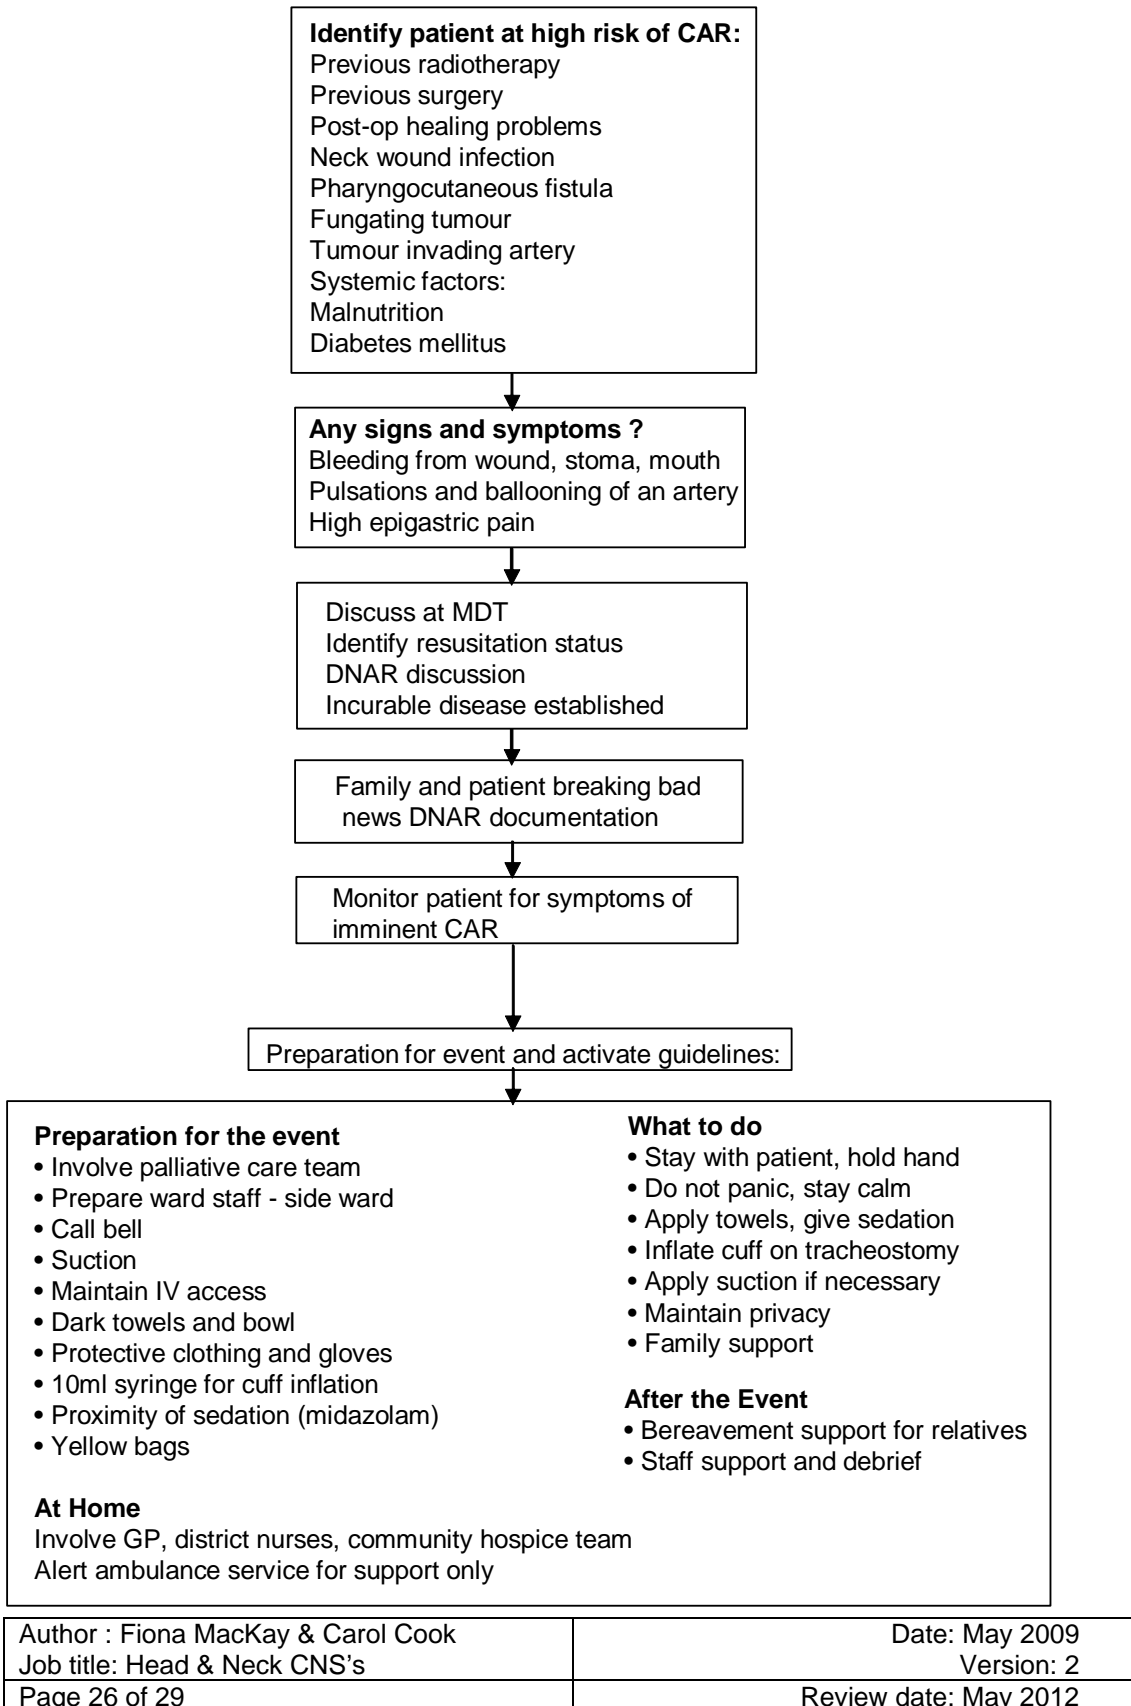 Identify patient at high risk of CAR:
Previous radiotherapy
Previous surgery
Post-op healing problems
Neck wound infection
Pharyngocutaneous fistula
Fungating tumour
Tumour invading artery
Systemic factors:
Malnutrition
Diabetes mellitus
Any signs and symptoms ?
Bleeding from wound, stoma, mouth
Pulsations and ballooning of an artery
High epigastric pain
Discuss at MDT
Identify resusitation status
DNAR discussion
Incurable disease established
Family and patient breaking bad
news DNAR documentation
Monitor patient for symptoms of
imminent CAR
Preparation for event and activate guidelines:
Preparation for the event
• Involve palliative care team
• Prepare ward staff - side ward
• Call bell
• Suction
• Maintain IV access
• Dark towels and bowl
• Protective clothing and gloves
• 10ml syringe for cuff inflation
• Proximity of sedation (midazolam)
• Yellow bags
What to do
• Stay with patient, hold hand
• Do not panic, stay calm
• Apply towels, give sedation
• Inflate cuff on tracheostomy
• Apply suction if necessary
• Maintain privacy
• Family support
After the Event
• Bereavement support for relatives
• Staff support and debrief
At Home
Involve GP, district nurses, community hospice team
Alert ambulance service for support only
Author : Fiona MacKay & Carol Cook
Job title: Head & Neck CNS's
Date: May 2009
Version: 2
Page 26 of 29
Review date: May 2012